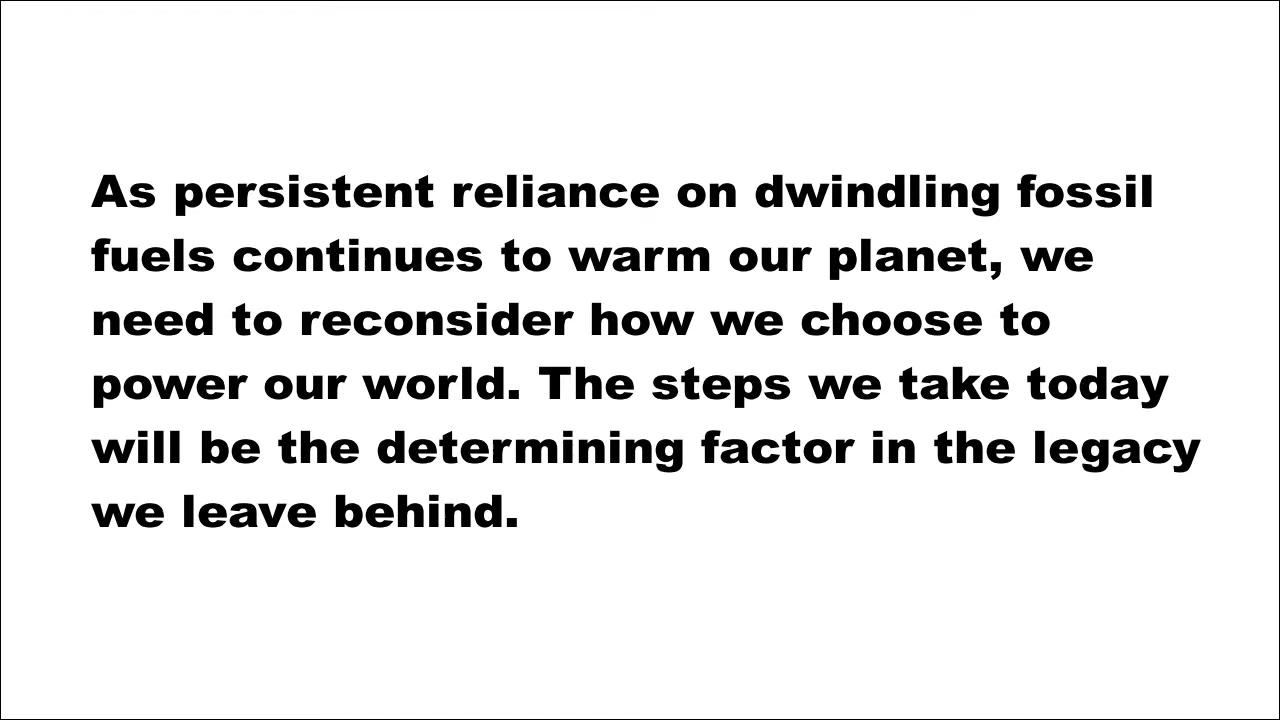 As persistent reliance on dwindling fossil
fuels continues to warm our planet, we
need to reconsider how we choose to
power our world. The steps we take today
will be the determining factor in the legacy
we leave behind.